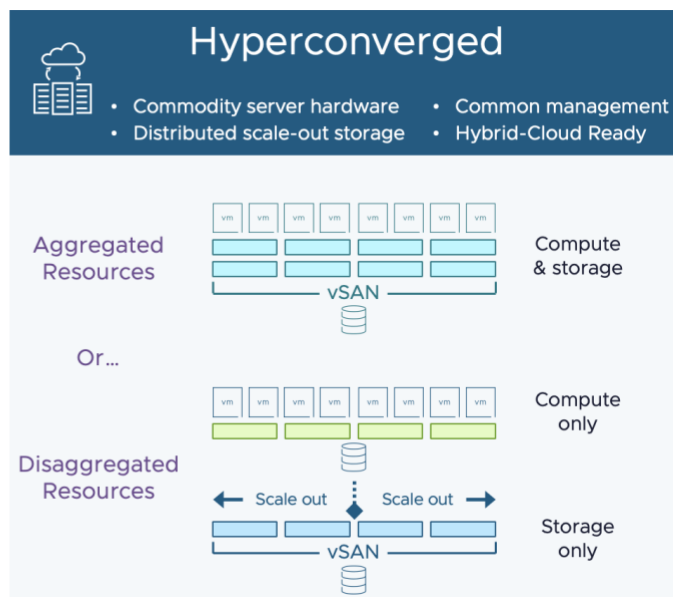 Hyperconverged
• Commodity server hardware
• Distributed scale-out storage
• Common management
• Hybrid-Cloud Ready
Aggregated
Resources
vm vm vm vm vm vm vm vm
vSAN
Compute
& storage
Or...
Disaggregated
Resources
vm vm vm vm vm vm vm vm
Compute
only
Scale out Scale out
vSAN
Storage
only